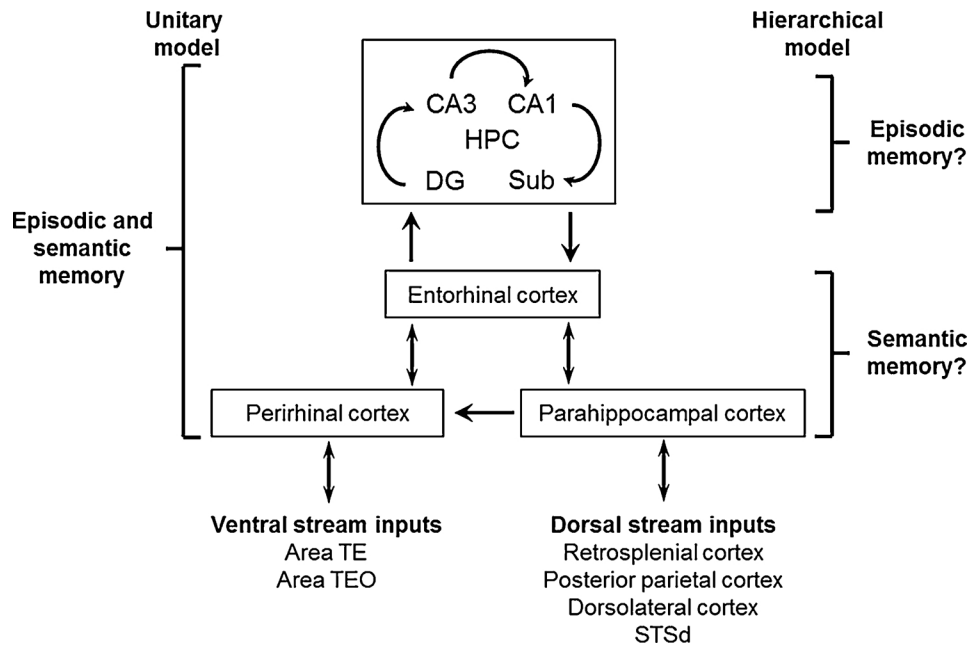 Unitary
model
Hierarchical
model
CA3 CA1
HPC
DG Sub
Episodic
memory?
Episodic and
semantic
memory
Entorhinal cortex
Semantic
memory?
Perirhinal cortex
Parahippocampal cortex
Ventral stream inputs
Area TE
Area TEO
Dorsal stream inputs
Retrosplenial cortex
Posterior parietal cortex
Dorsolateral cortex
STSd